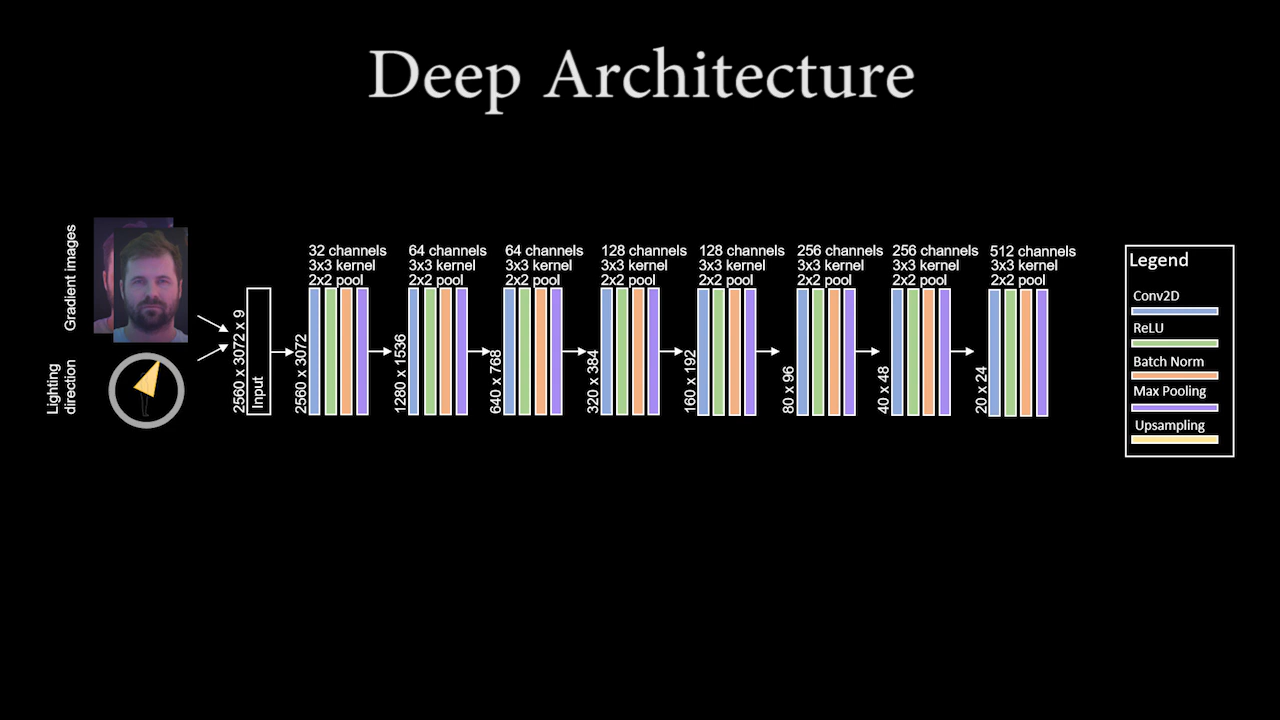 Deep Architecture
Gradient images
Lighting
direction
2560 x 3072 x 9
Input
32 channels
3x3 kernel
2x2 pool
2560 x 3072
64 channels
3x3 kernel
2x2 pool
1280 x 1536
64 channels
3x3 kernel
2x2 pool
640 x 768
128 channels
3x3 kernel
2x2 pool
320 x 384
128 channels
3x3 kernel
2x2 pool
160 x 192
256 channels
3x3 kernel
2x2 pool
80 x 96
256 channels
3x3 kernel
2x2 pool
40 x 48
512 channels
3x3 kernel
2x2 pool
20 x 24
Legend
Conv2D
ReLU
Batch Norm
Max Pooling
Upsampling